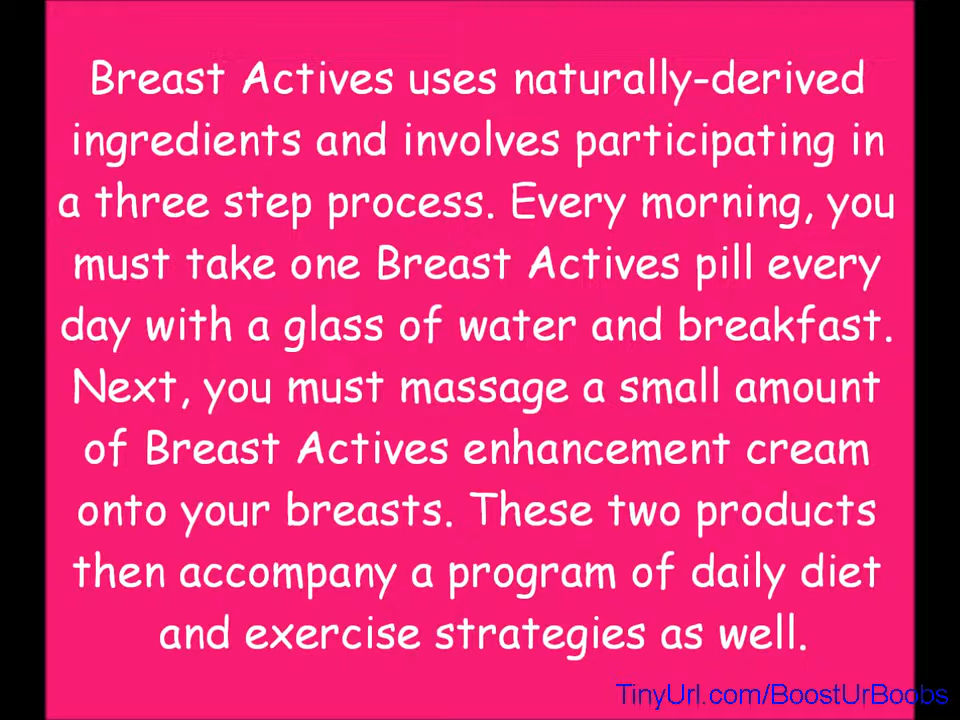 Breast Actives uses naturally-derived
ingredients and involves participating in
a three step process. Every morning, you
must take one Breast Actives pill every
day with a glass of water and breakfast.
Next, you must massage a small amount
of Breast Actives enhancement cream
onto your breasts. These two products
then accompany a program of daily diet
and exercise strategies as well.
TinyUrl.com/BoostUrBoobs